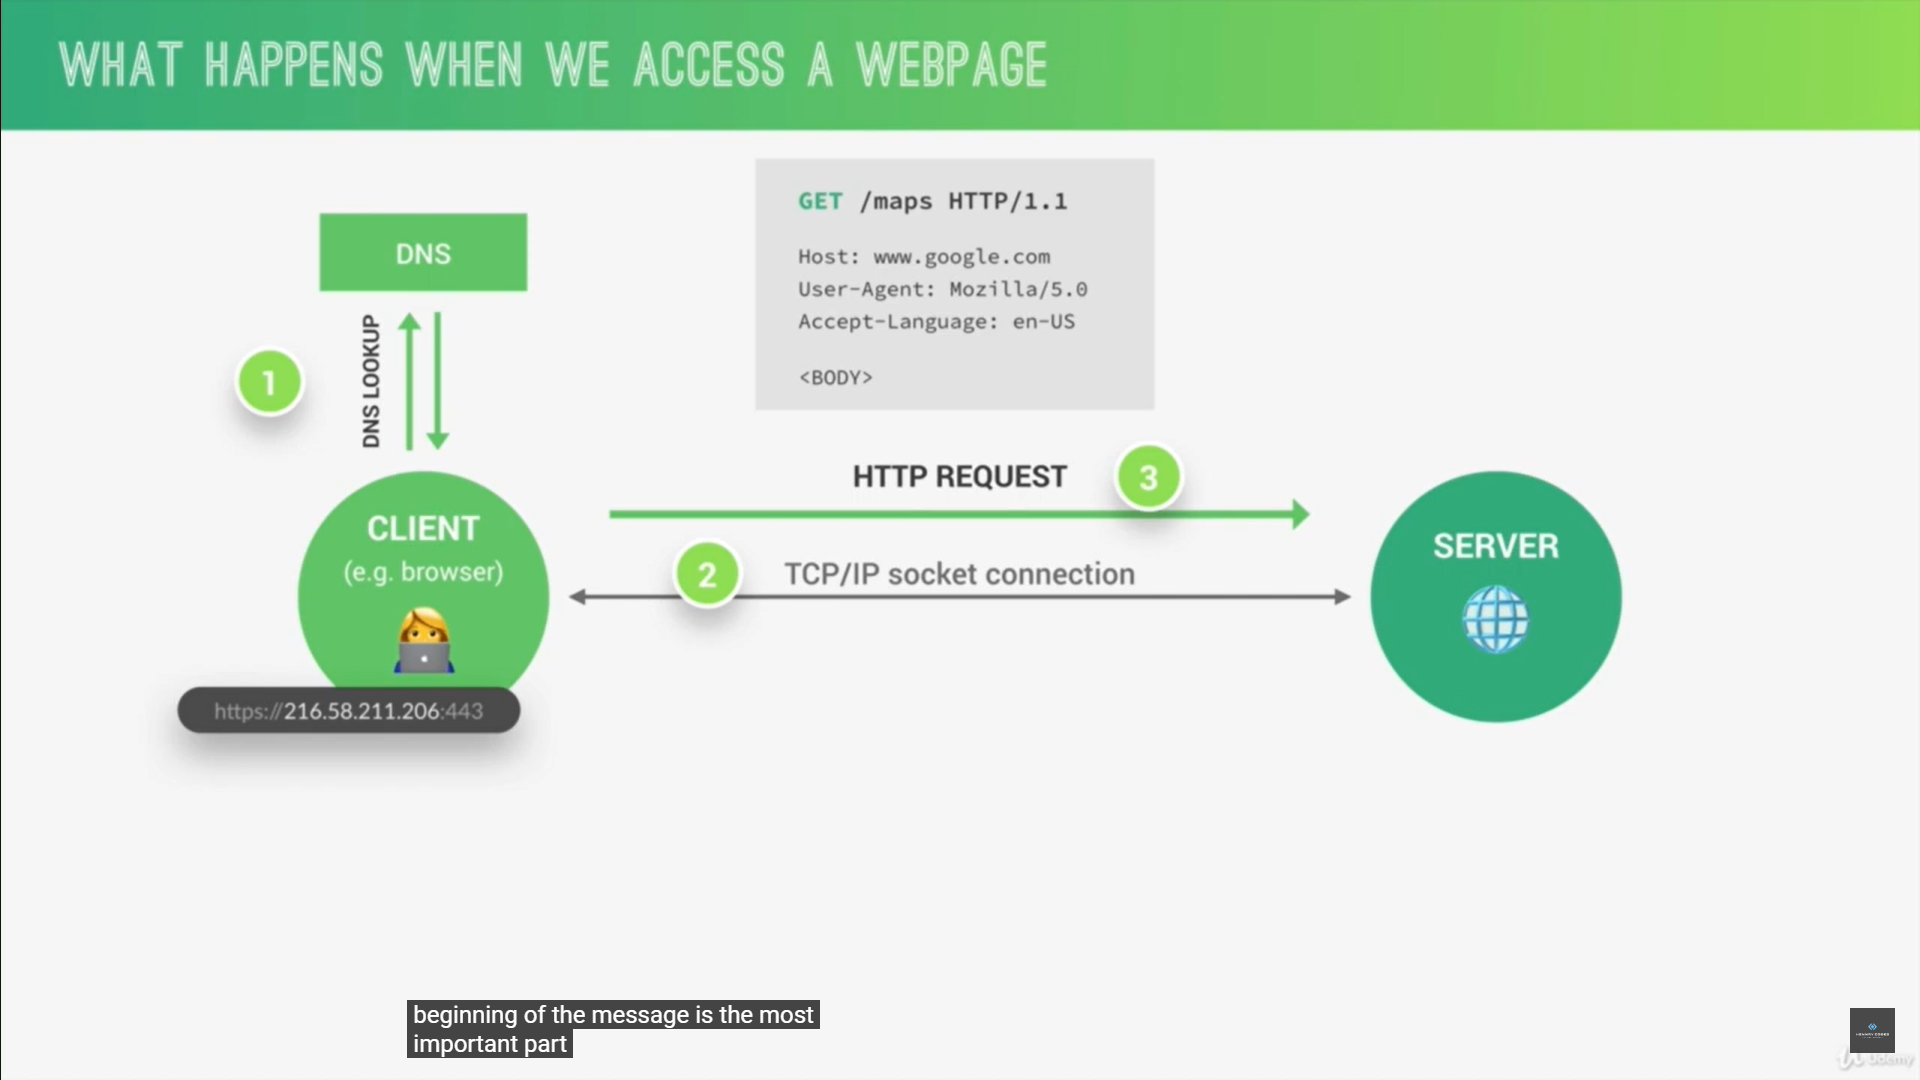 WHAT HAPPENS WHEN WE ACCESS A WEBPAGE
GET /maps HTTP/1.1
Host: www.google.com
User-Agent: Mozilla/5.0
Accept-Language: en-US
<BODY>
DNS
DNS LOOKUP
1
HTTP REQUEST
3
CLIENT
(e.g. browser)
2
TCP/IP socket connection
SERVER
https://216.58.211.206:443
beginning of the message is the most
important part
Udemy